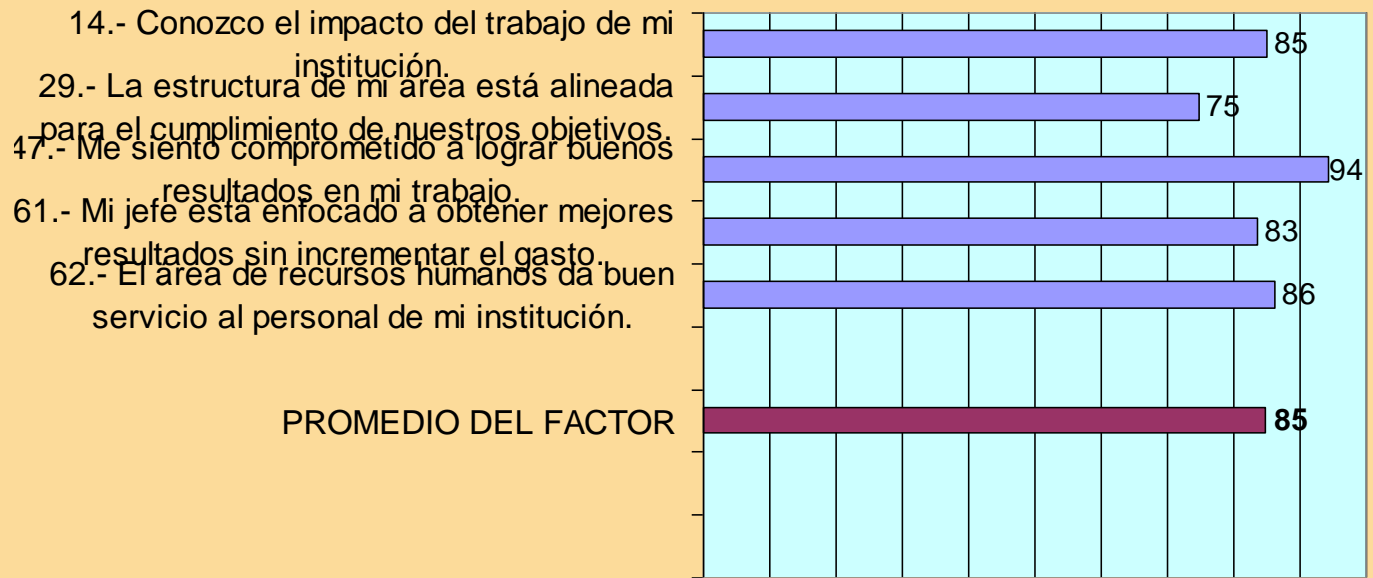 14.- Conozco el impacto del trabajo de mi
institución.
85
29.- La estructura de mi área está alineada
para el cumplimiento de nuestros objetivos.
75
47.- Me siento comprometido a lograr buenos
resultados en mi trabajo.
94
61.- Mi jefe está enfocado a obtener mejores
resultados sin incrementar el gasto.
83
62.- El área de recursos humanos da buen
servicio al personal de mi institución.
86
PROMEDIO DEL FACTOR
85